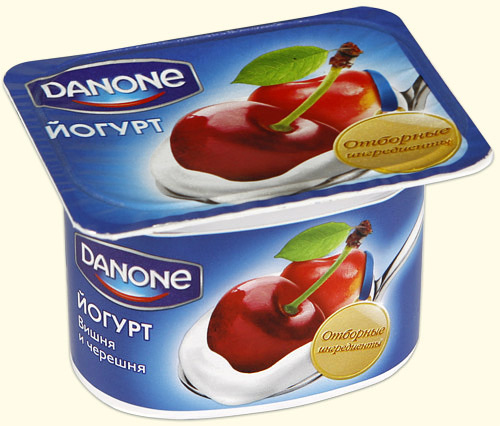 DANONE
ЙОГУРТ
Отборные
ингредиенты
DANONE
ЙОГУРТ
Вишня
и черешня
Отборные
ингредиенты